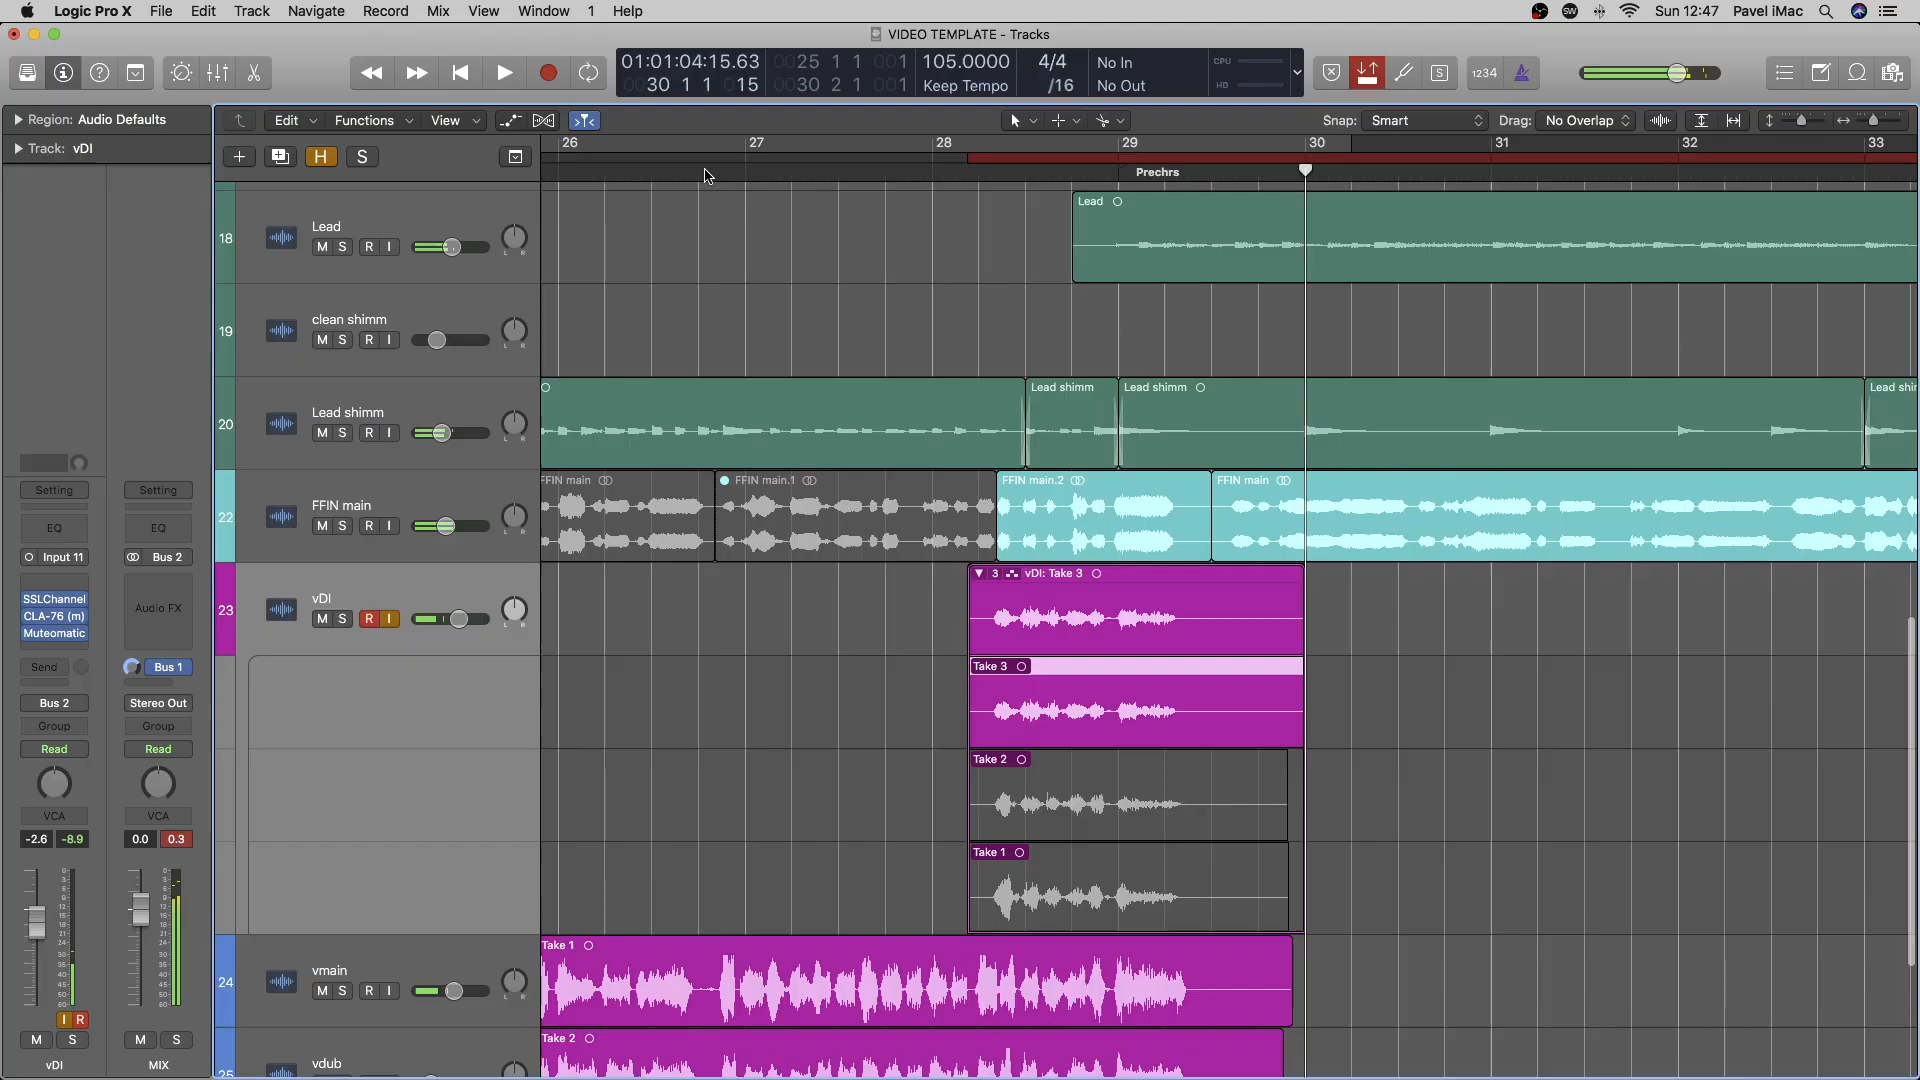 Logic Pro X File Edit Track Navigate Record Mix View Window 1 Help
Sun 12:47 Pavel iMac
VIDEO TEMPLATE - Tracks
01:01:04:15.63 0025 1 1 001 105.0000 4/4 No In CPU
0030 1 1 015 0030 2 1 001 Keep Tempo /16 No Out HD
S 1234
Region: Audio Defaults
Track: vDI
Edit Functions View
Snap: Smart Drag: No Overlap
H S
26 27 28 29 30 31 32 33
Prechrs
18 Lead
M S R I
L R
Lead
19 clean shimm
M S R I
L R
20 Lead shimm
M S R I
L R
Lead shimm Lead shimm Lead shir
22 FFIN main
M S R I
L R
FFIN main FFIN main.1 FFIN main.2 FFIN main
23 vDI
M S R I
L R
3 vDI: Take 3
Take 3
Take 2
Take 1
24 vmain
M S R I
L R
Take 1
25 vdub
Take 2
Setting Setting
EQ EQ
Input 11 Bus 2
SSLChannel
CLA-76 (m) Audio FX
Muteomatic
Send Bus 1
Bus 2 Stereo Out
Group Group
Read Read
VCA VCA
-2.6 -8.9 0.0 0.3
I R
M S M S
vDI MIX